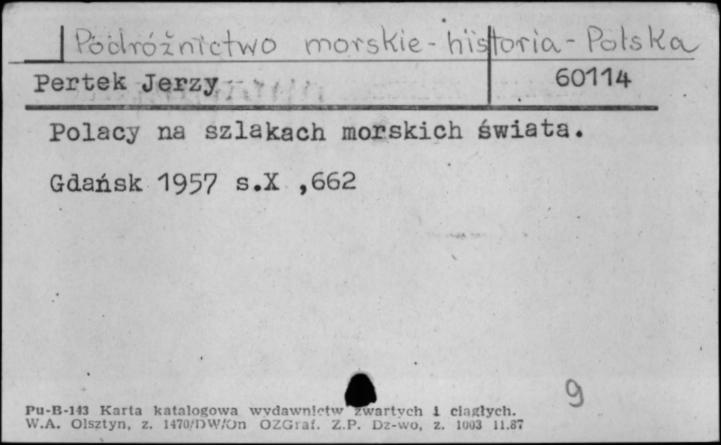 Podróżnictwo morskie - historia - Polska
Pertek Jerzy 60114
Polacy na szlakach morskich świata.
Gdańsk 1957 s.X ,662
9
Pu-B-143 Karta katalogowa wydawnictw zwartych i ciągłych.
W.A. Olsztyn, z. 1470/DW/On OZGraf. Z.P. Dz-wo, z. 1003 11.87